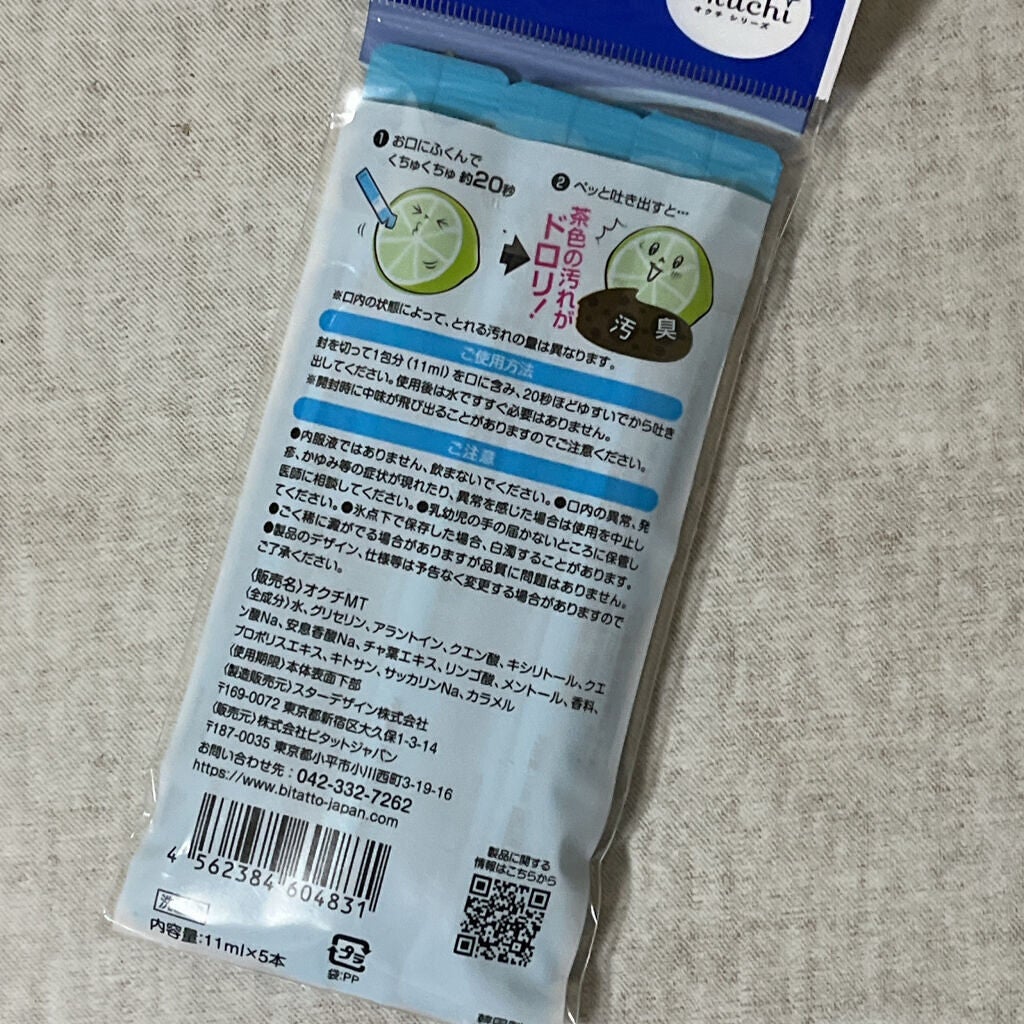 オクチ シリーズ
❶ お口にふくんで
くちゅくちゅ 約20秒
❷ ペッと吐き出すと…
茶色の汚れが
ドロリ!
汚 臭
※口内の状態によって、とれる汚れの量は異なります。
ご使用方法
封を切って1包分(11ml)を口に含み、20秒ほどゆすいでから吐き
出してください。使用後は水ですすぐ必要はありません。
※開封時に中味が飛び出ることがありますのでご注意ください。
ご注意
●内服液ではありません、飲まないでください。●口内の異常、発
疹、かゆみ等の症状が現れたり、異常を感じた場合は使用を中止し
医師に相談してください。●乳幼児の手の届かないところに保管し
てください。●氷点下で保存した場合、白濁することがあります。
●ごく稀に濁がでる場合がありますが品質に問題はありません。
●製品のデザイン、仕様等は予告なく変更する場合がありますので
ご了承ください。
〈販売名〉オクチMT
〈全成分〉水、グリセリン、アラントイン、クエン酸、キシリトール、クエ
ン酸Na、安息香酸Na、チャ葉エキス、リンゴ酸、メントール、香料、
プロポリスエキス、キトサン、サッカリンNa、カラメル
〈使用期限〉本体表面下部
〈製造販売元〉スターデザイン株式会社
〒169-0072 東京都新宿区大久保1-3-14
〈販売元〉株式会社ビタットジャパン
〒187-0035 東京都小平市小川西町3-19-16
お問い合わせ先:042-332-7262
https://www.bitatto-japan.com
4 562384 604831
製品に関する
情報はこちらから
内容量:11ml×5本
プラ
袋:PP